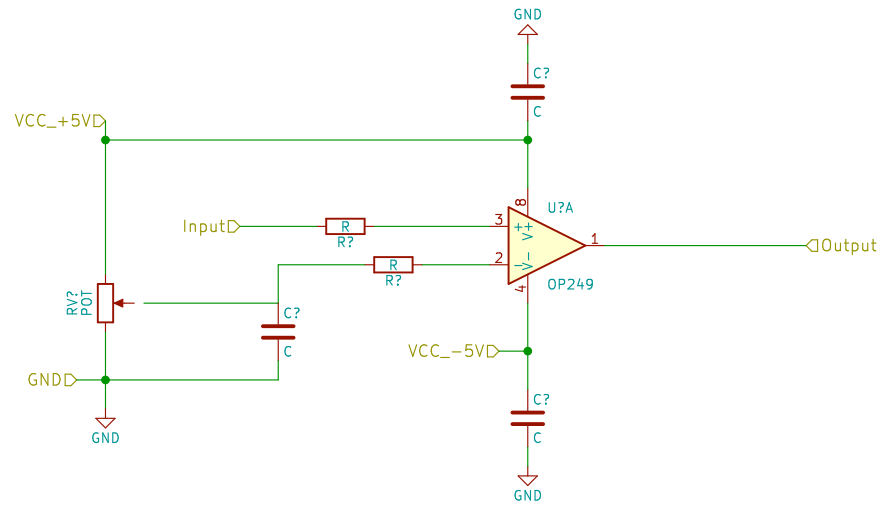 GND
C?
C
VCC_+5V
8
U?A
Input
R
R?
3
+
V+
1
Output
R
R?
2
-
V-
4
OP249
RV?
POT
C?
C
VCC_-5V
GND
GND
C?
C
GND